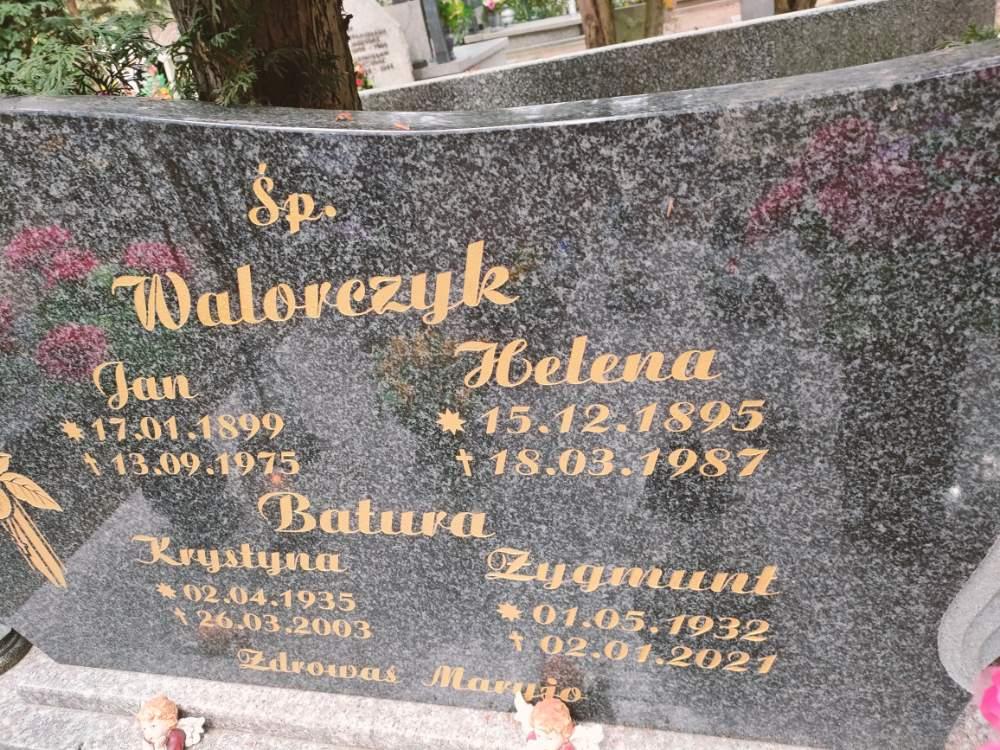 Śp.
Walorczyk
Jan Helena
* 17.01.1899 * 15.12.1895
† 13.09.1975 † 18.03.1987
Batura
Krystyna Zygmunt
* 02.04.1935 * 01.05.1932
† 26.03.2003 † 02.01.2021
Zdrowaś Maryjo